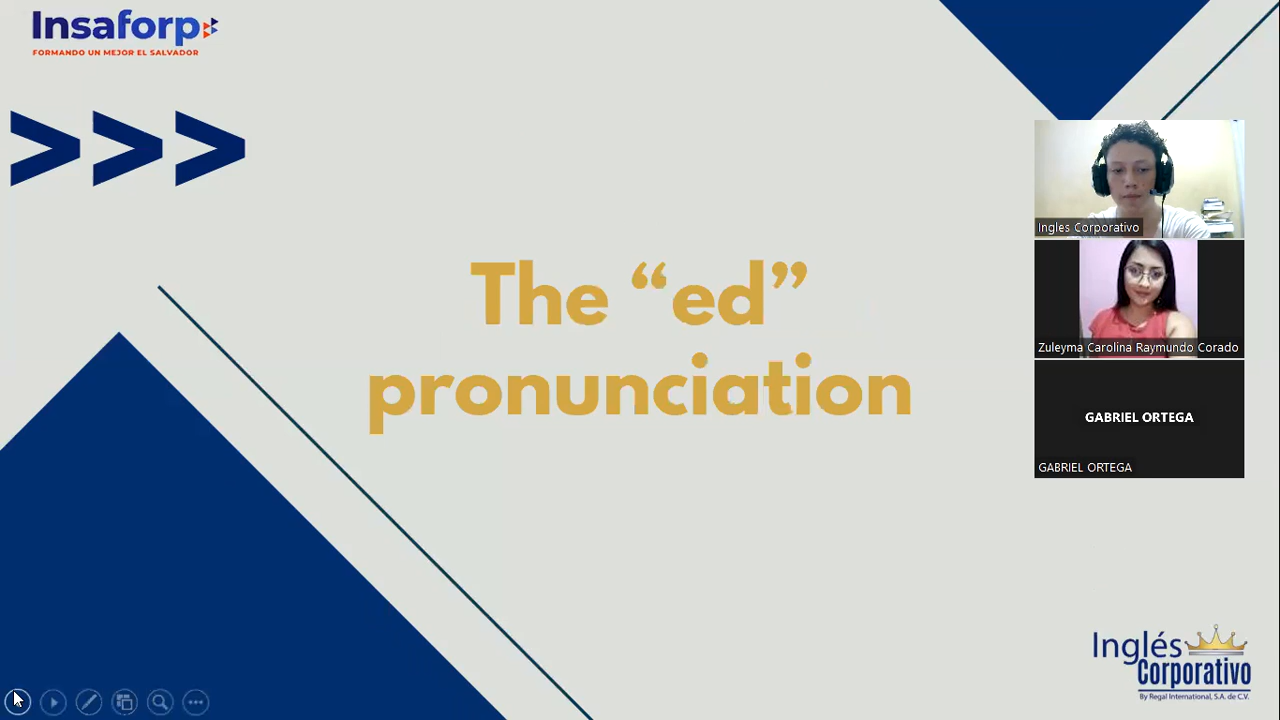 Insaforp
FORMANDO UN MEJOR EL SALVADOR
>>>
The “ed”
pronunciation
Ingles Corporativo
Zuleyma Carolina Raymundo Corado
GABRIEL ORTEGA
GABRIEL ORTEGA
Inglés
Corporativo
By Regal International, S.A. de C.V.